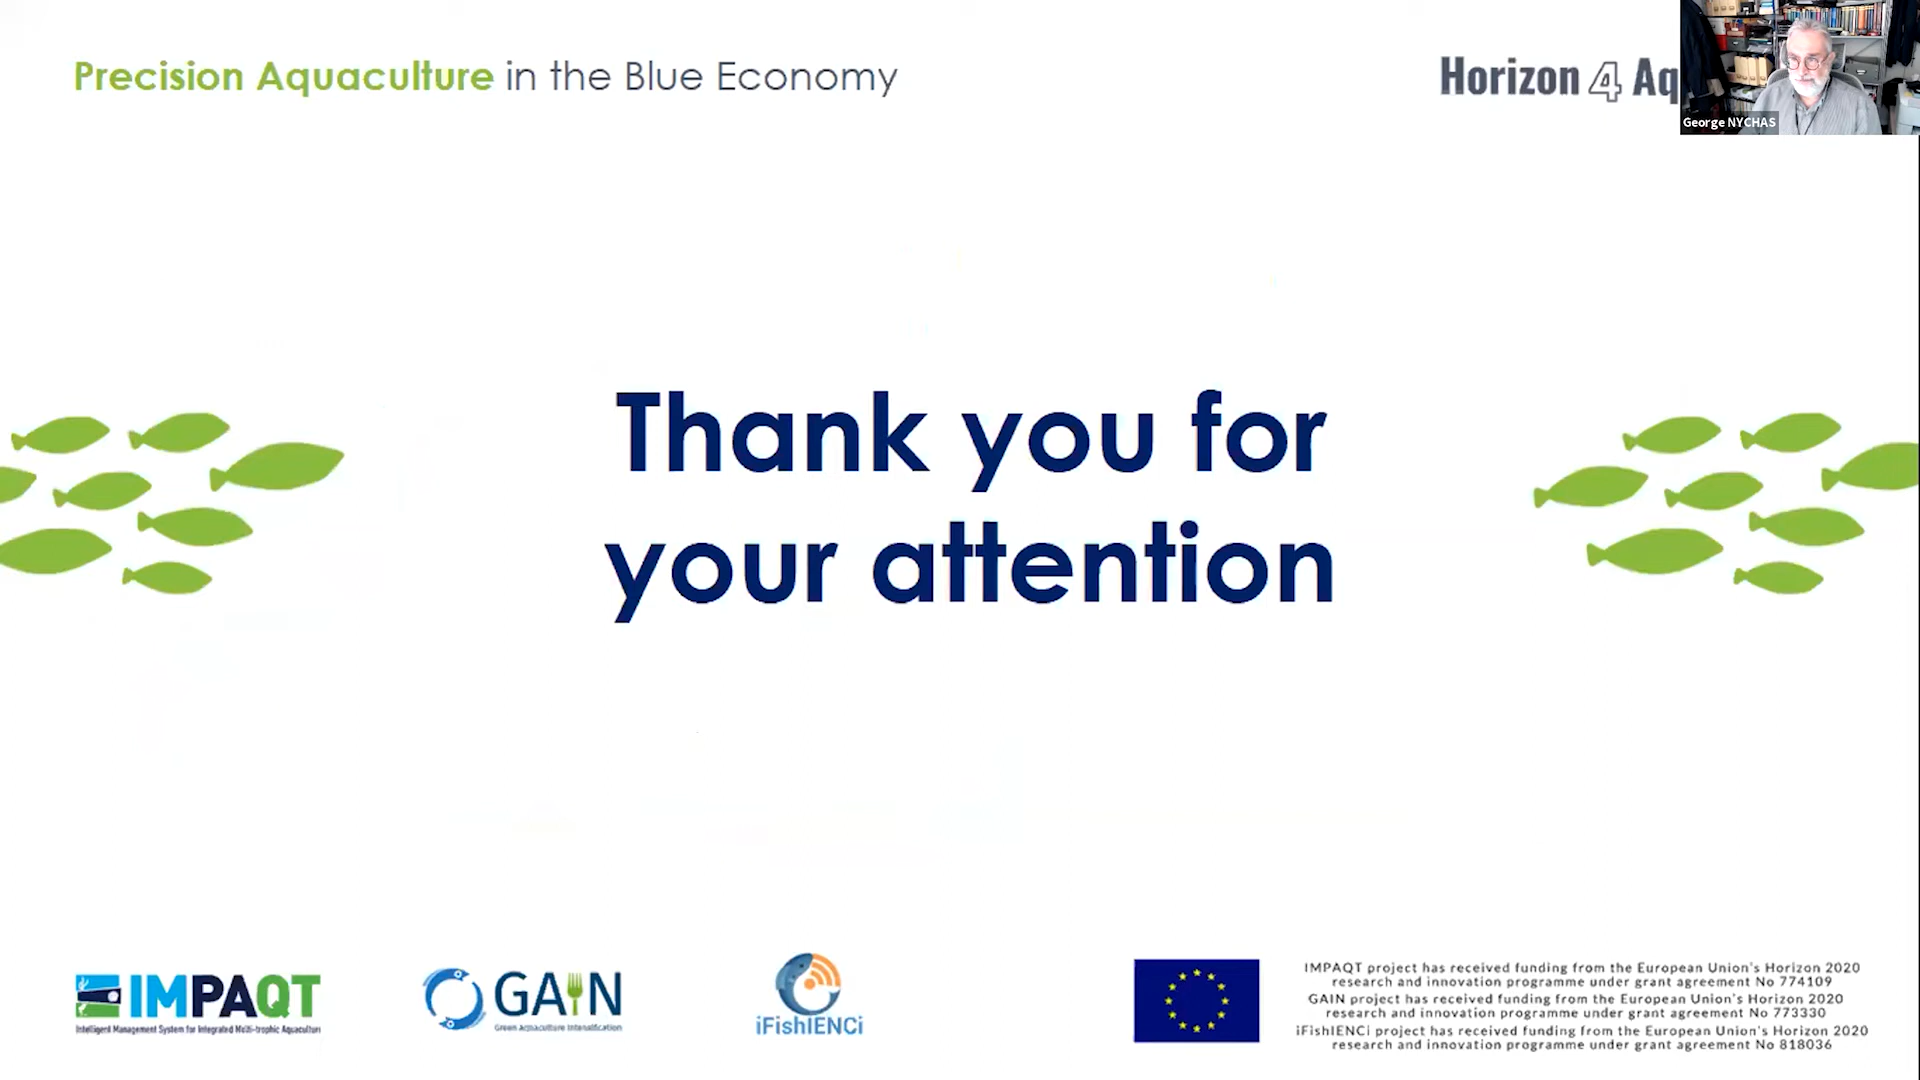 Precision Aquaculture in the Blue Economy
Horizon 4 Aq
George NYCHAS
Thank you for
your attention
IMPAQT
Intelligent Management System for Integrated Multi-trophic Aquaculture
GAIN
Green Aquaculture Intensification
iFishIENCi
IMPAQT project has received funding from the European Union's Horizon 2020
research and innovation programme under grant agreement No 774109
GAIN project has received funding from the European Union's Horizon 2020
research and innovation programme under grant agreement No 773330
iFishIENCi project has received funding from the European Union's Horizon 2020
research and innovation programme under grant agreement No 818036